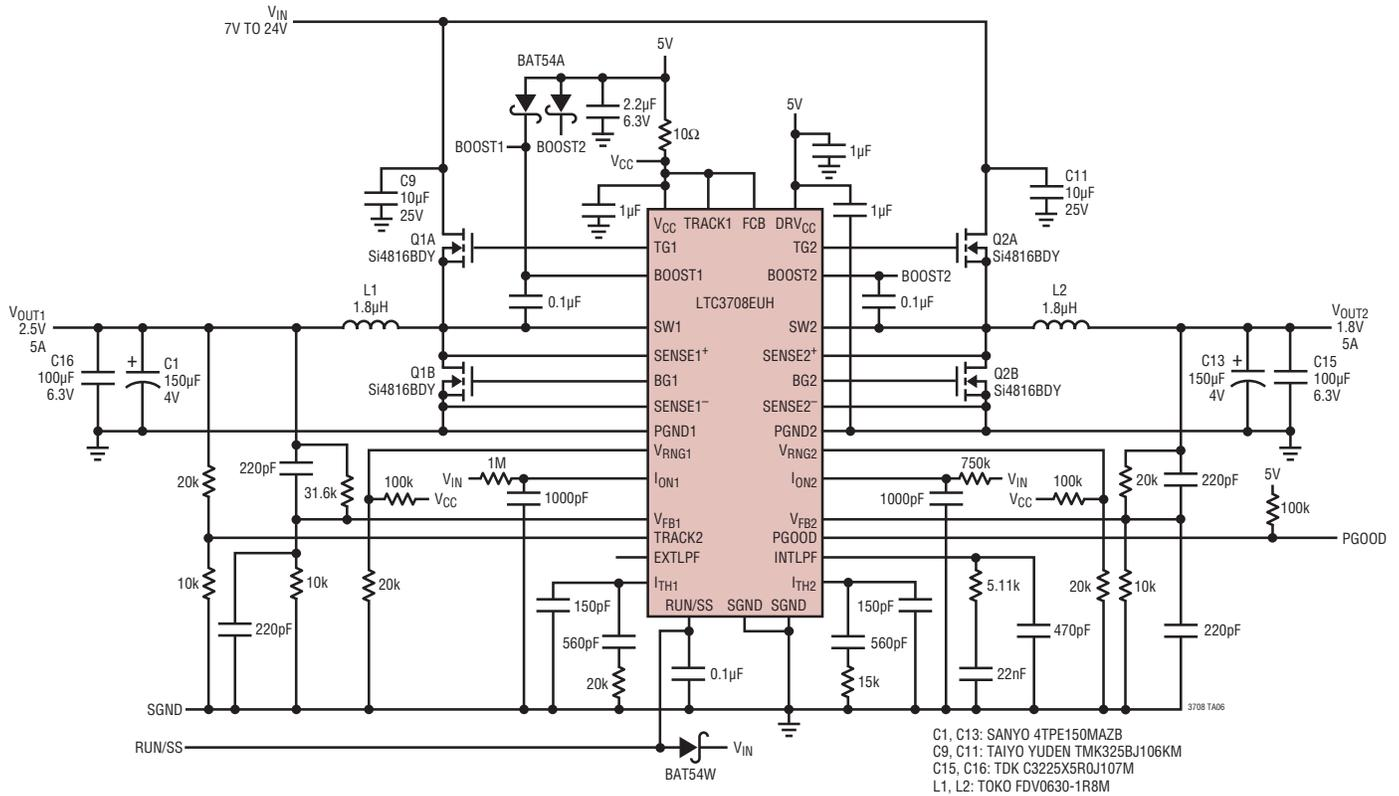 VIN
7V TO 24V
5V
BAT54A
2.2µF
6.3V
10Ω
5V
1µF
BOOST1
BOOST2
VCC
C9
10µF
25V
1µF
1µF
C11
10µF
25V
VCC TRACK1 FCB DRVCC
Q1A
Si4816BDY
TG1
TG2
Q2A
Si4816BDY
BOOST1
BOOST2
BOOST2
LTC3708EUH
0.1µF
0.1µF
L1
1.8µH
L2
1.8µH
VOUT1
2.5V
5A
SW1
SW2
VOUT2
1.8V
5A
C16
100µF
6.3V
C1
150µF
4V
+
SENSE1+
SENSE2+
C13
150µF
4V
+
C15
100µF
6.3V
Q1B
Si4816BDY
BG1
BG2
Q2B
Si4816BDY
SENSE1–
SENSE2–
PGND1
PGND2
VRNG1
VRNG2
20k
220pF
31.6k
100k
VCC
VIN
1M
1000pF
ION1
ION2
750k
VIN
1000pF
VCC
100k
20k
220pF
5V
100k
VFB1
VFB2
TRACK2
PGOOD
PGOOD
EXTLPF
INTLPF
10k
220pF
10k
20k
150pF
560pF
20k
ITH1
ITH2
RUN/SS SGND SGND
0.1µF
150pF
560pF
15k
5.11k
22nF
470pF
20k
10k
220pF
SGND
3708 TA06
RUN/SS
BAT54W
VIN
C1, C13: SANYO 4TPE150MAZB
C9, C11: TAIYO YUDEN TMK325BJ106KM
C15, C16: TDK C3225X5R0J107M
L1, L2: TOKO FDV0630-1R8M